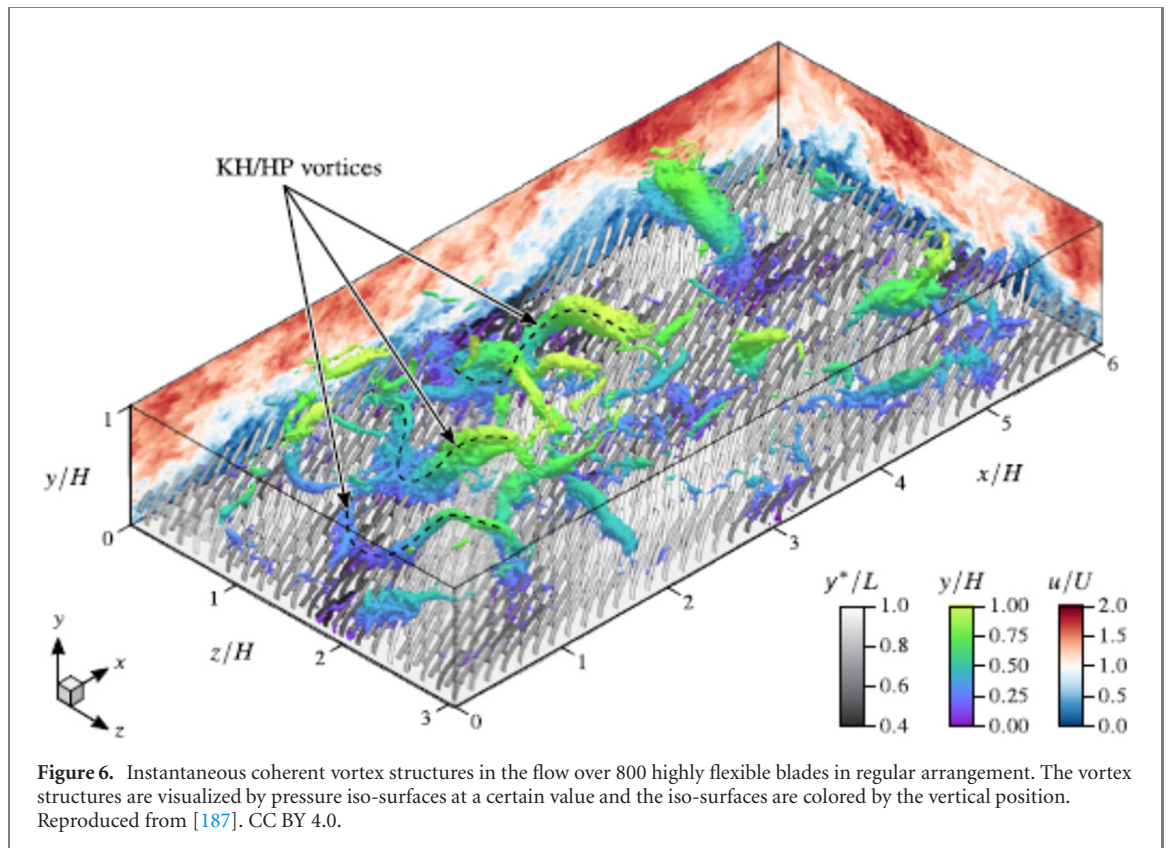 KH/HP vortices
1
y/H
0
1
z/H
2
3
0
1
2
3
4
x/H
5
6
y
x
z
y*/L
1.0
0.8
0.6
0.4
y/H
1.00
0.75
0.50
0.25
0.00
u/U
2.0
1.5
1.0
0.5
0.0
Figure 6. Instantaneous coherent vortex structures in the flow over 800 highly flexible blades in regular arrangement. The vortex
structures are visualized by pressure iso-surfaces at a certain value and the iso-surfaces are colored by the vertical position.
Reproduced from [187]. CC BY 4.0.